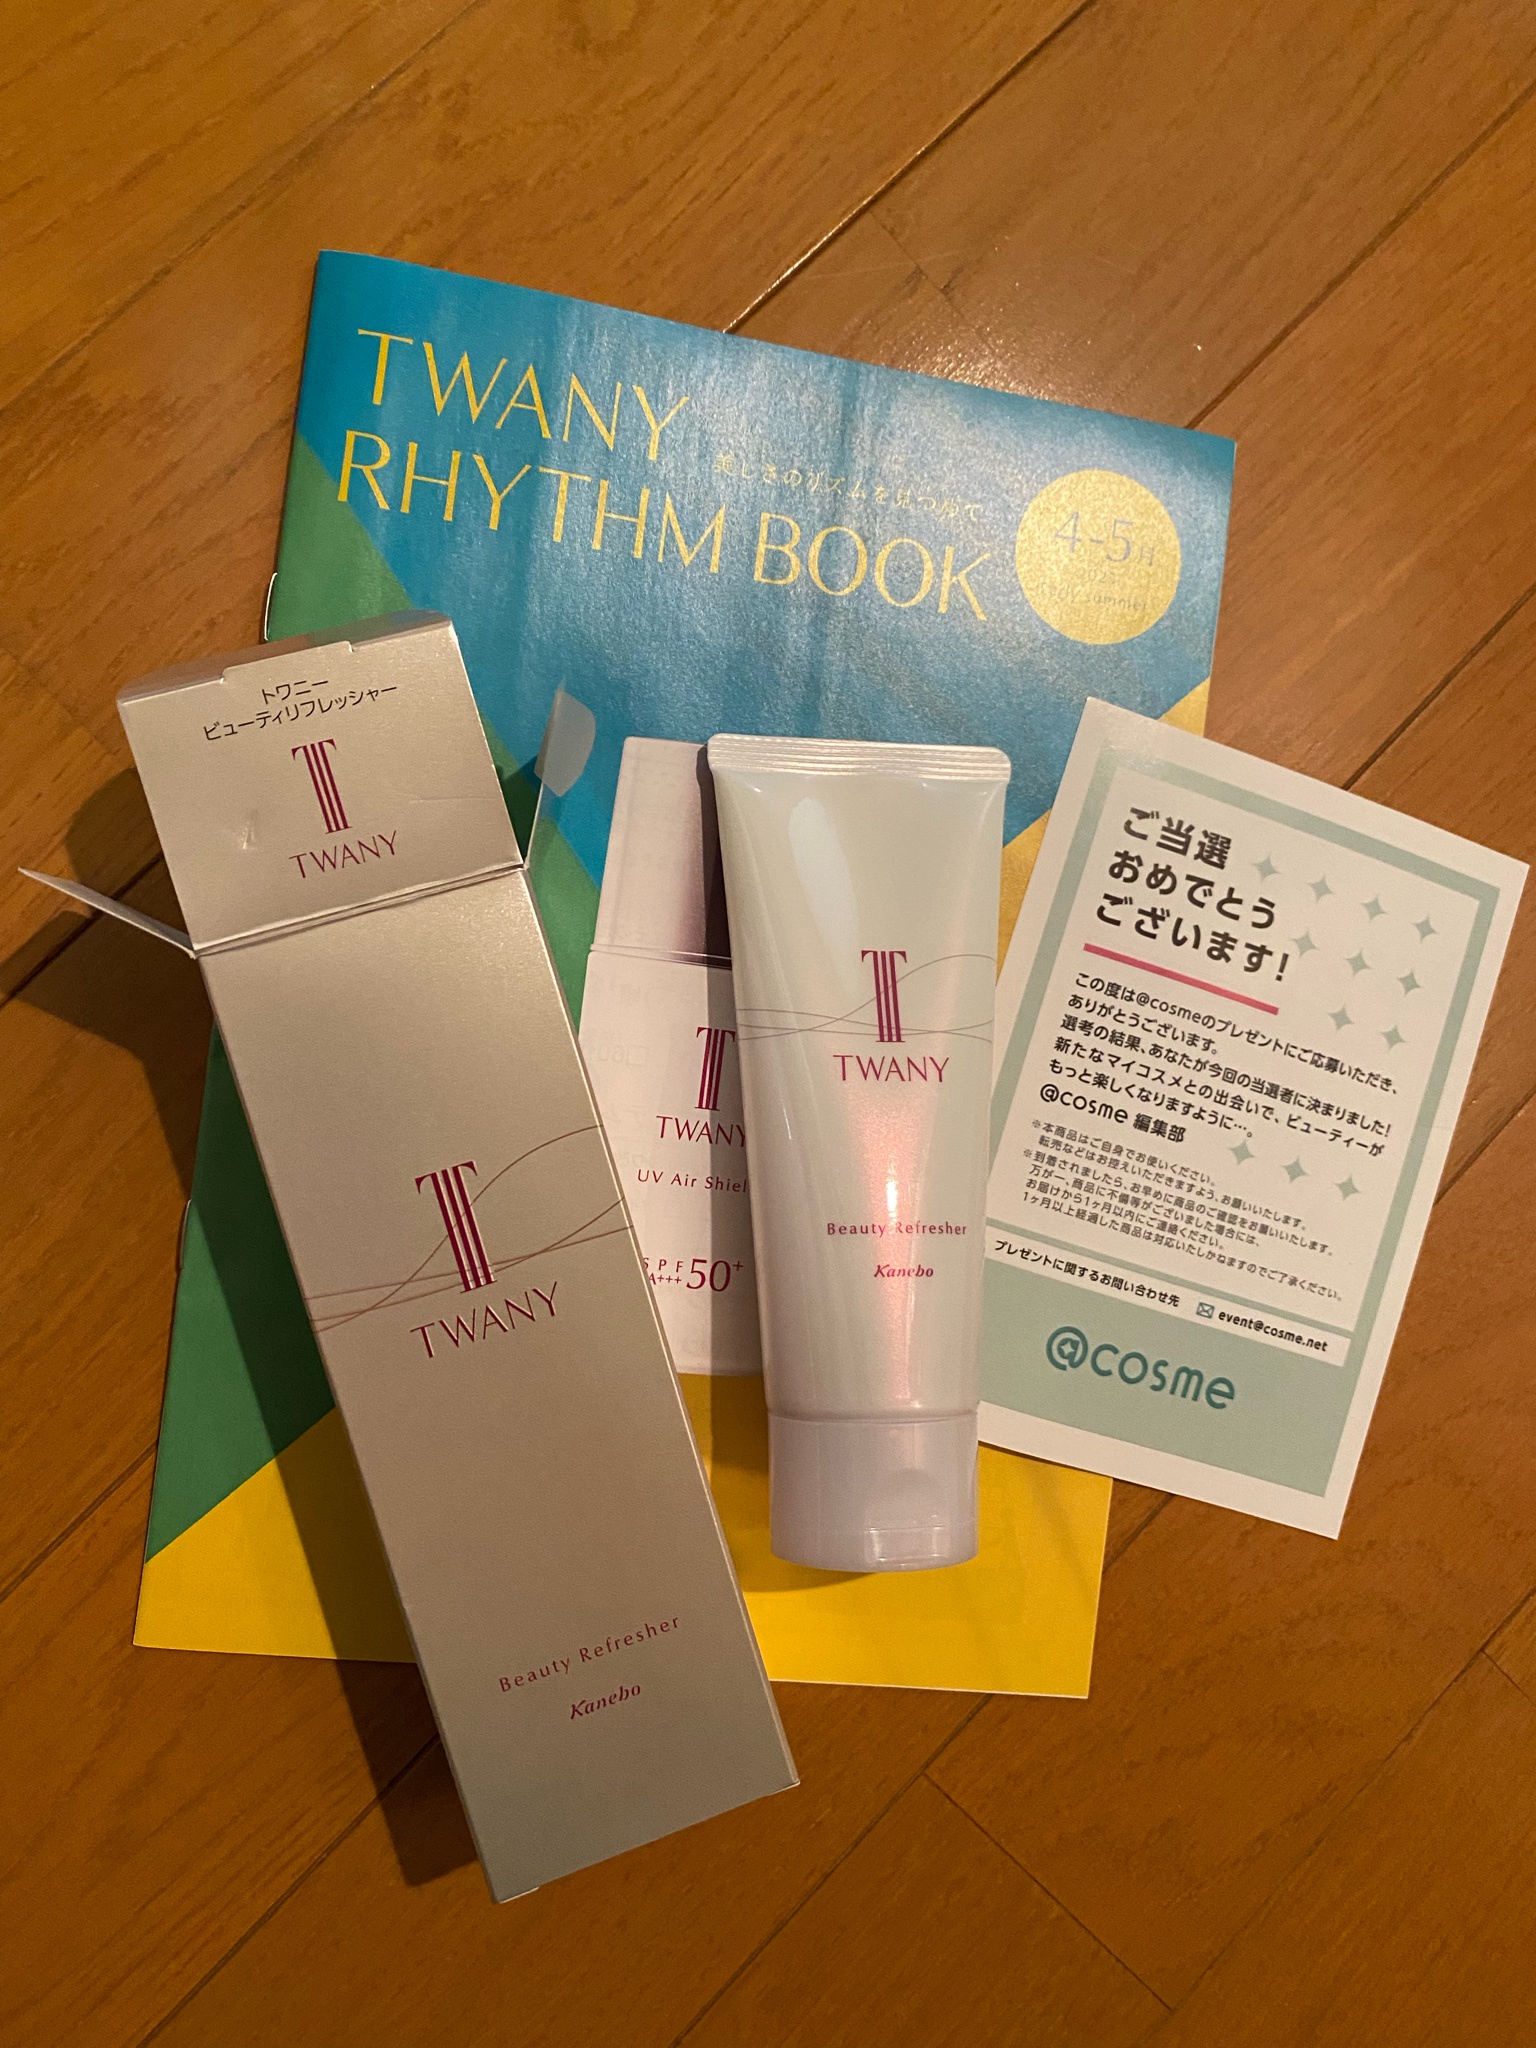 TWANY
RHYTHM BOOK
美しさのリズムを見つめて
4-5月
トワニー
ビューティリフレッシャー
T
TWANY
T
TWANY
Beauty Refresher
Kanebo
T
TWANY
UV Air Shiel
SPF
A+++ 50+
T
TWANY
Beauty Refresher
Kanebo
ご当選
おめでとう
ございます!
この度は@cosmeのプレゼントにご応募いただき、
ありがとうございます。
選考の結果、あなたが今回の当選者に決まりました!
新たなマイコスメとの出会いで、ビューティーが
もっと楽しくなりますように…。
@cosme 編集部
※本商品はご自身でお使いください。
転売などはお控えいただきますよう、お願いいたします。
※到着されましたら、お早めに商品のご確認をお願いいたします。
万が一、商品に不備等がございました場合には、
お届けから1ヶ月以内にご連絡ください。
1ヶ月以上経過した商品は対応いたしかねますのでご了承ください。
プレゼントに関するお問い合わせ先 event@cosme.net
@cosme